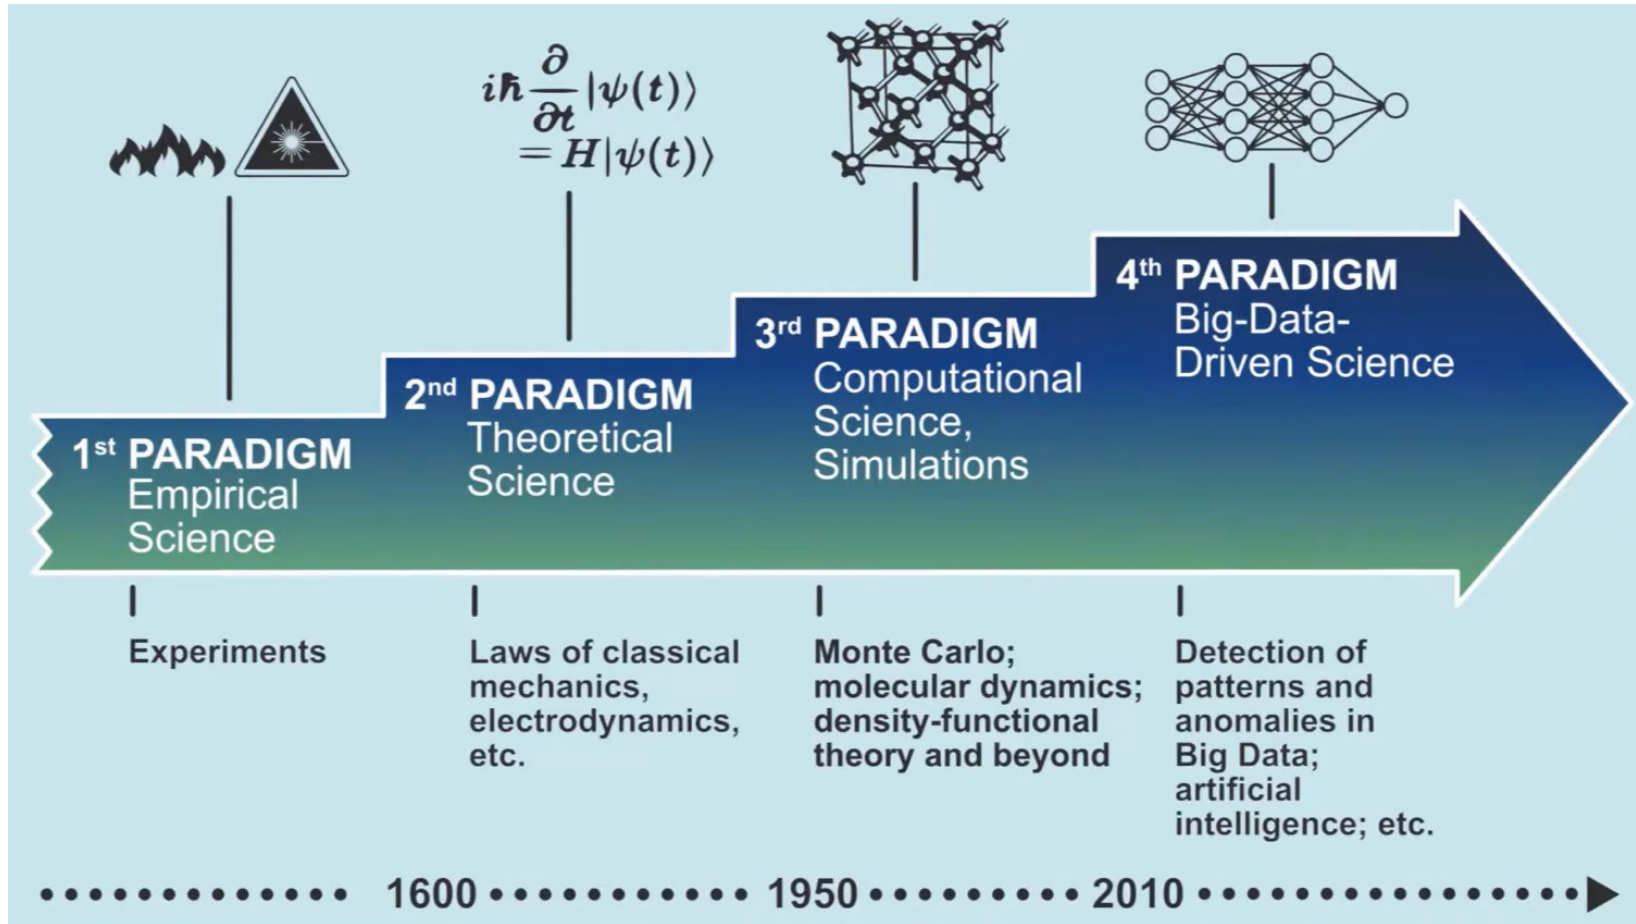 iℏ ∂/∂t |ψ(t)⟩
= H|ψ(t)⟩
1st PARADIGM
Empirical
Science
2nd PARADIGM
Theoretical
Science
3rd PARADIGM
Computational
Science,
Simulations
4th PARADIGM
Big-Data-
Driven Science
Experiments
Laws of classical
mechanics,
electrodynamics,
etc.
Monte Carlo;
molecular dynamics;
density-functional
theory and beyond
Detection of
patterns and
anomalies in
Big Data;
artificial
intelligence; etc.
1600
1950
2010